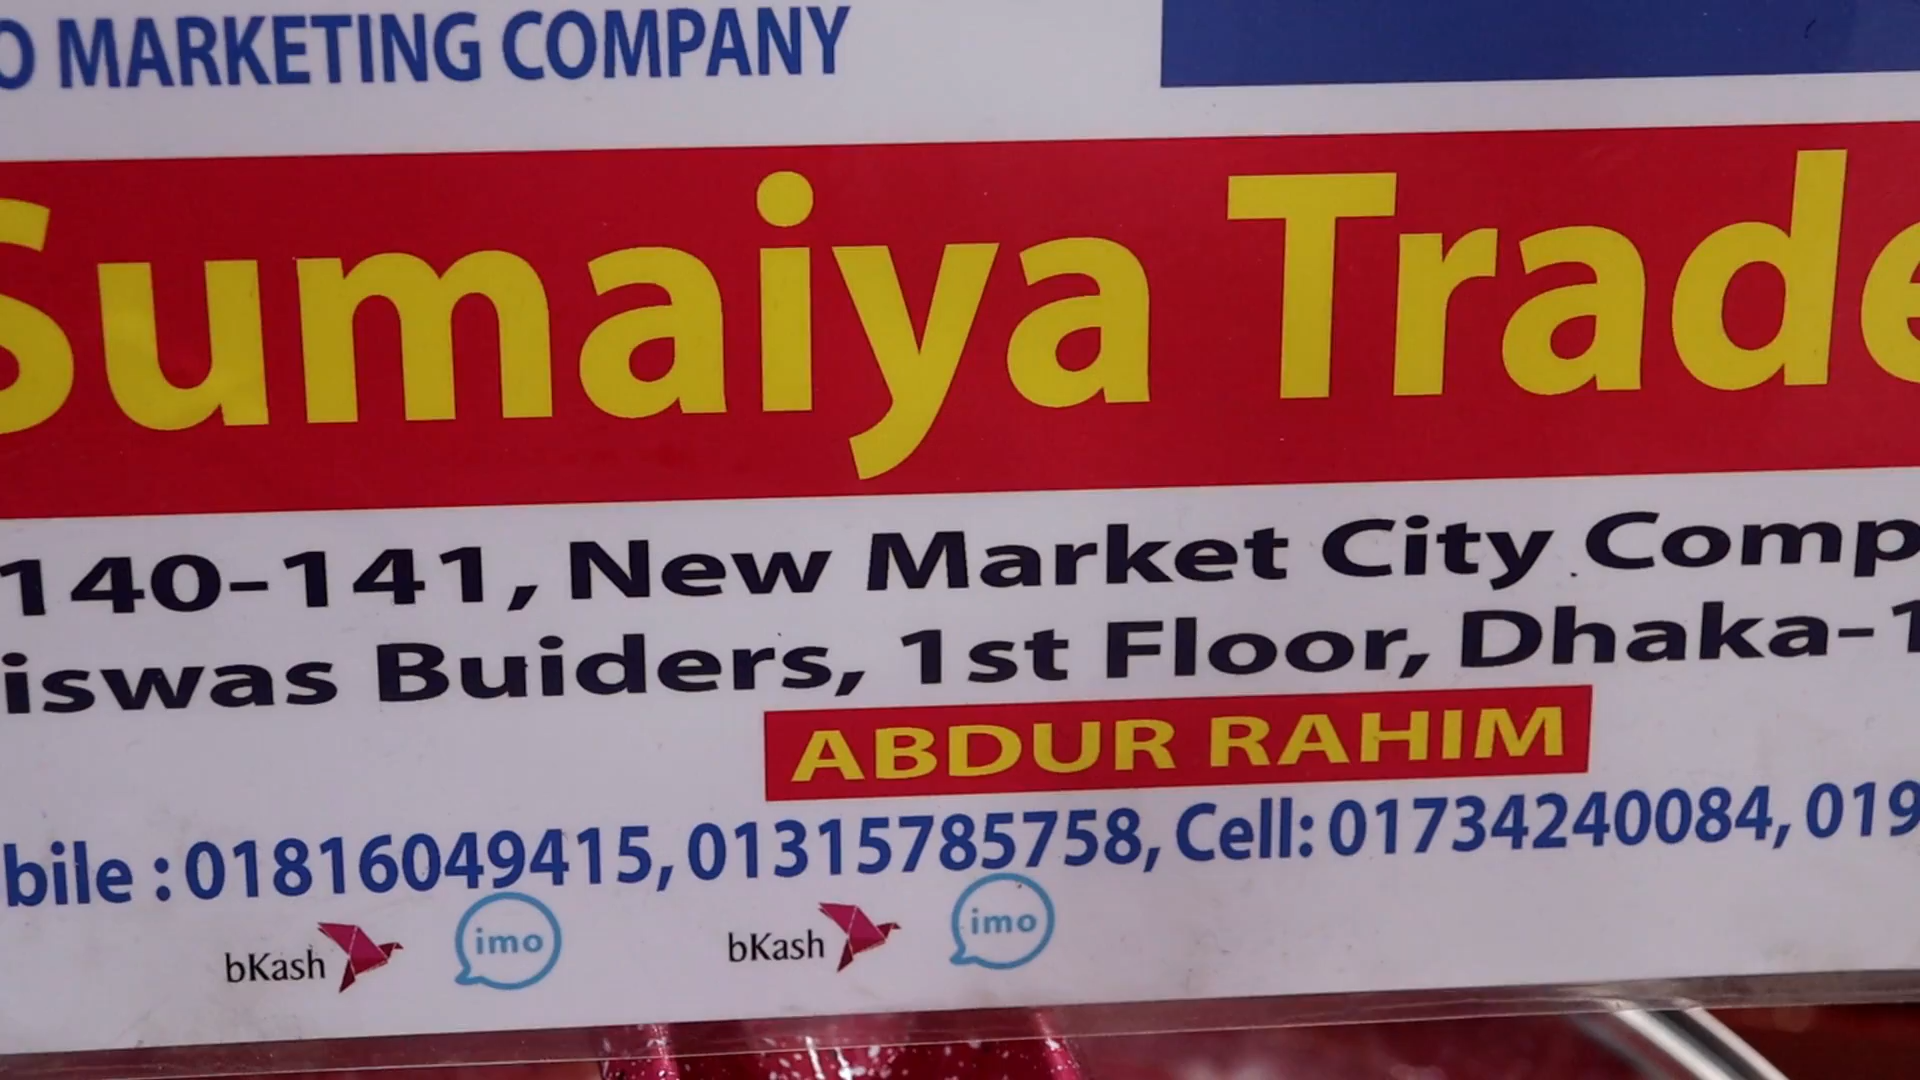 O MARKETING COMPANY
Sumaiya Trade
140-141, New Market City Comp
iswas Buiders, 1st Floor, Dhaka-1
ABDUR RAHIM
bile : 01816049415, 01315785758, Cell: 01734240084, 019
bKash imo bKash imo